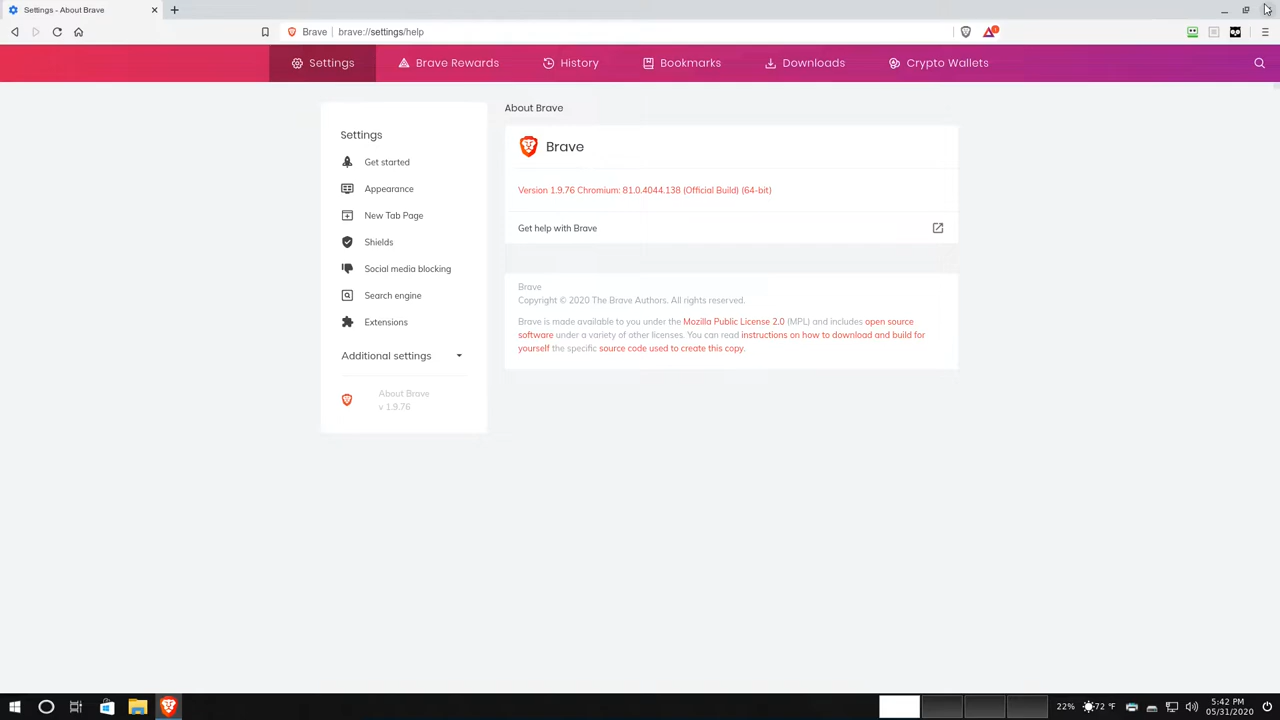 Settings - About Brave
Brave brave://settings/help
1
Settings Brave Rewards History Bookmarks Downloads Crypto Wallets
Settings
Get started
Appearance
New Tab Page
Shields
Social media blocking
Search engine
Extensions
Additional settings
About Brave
v 1.9.76
About Brave
Brave
Version 1.9.76 Chromium: 81.0.4044.138 (Official Build) (64-bit)
Get help with Brave
Brave
Copyright © 2020 The Brave Authors. All rights reserved.
Brave is made available to you under the Mozilla Public License 2.0 (MPL) and includes open source
software under a variety of other licenses. You can read instructions on how to download and build for
yourself the specific source code used to create this copy.
22% 72 °F 5:42 PM
05/31/2020